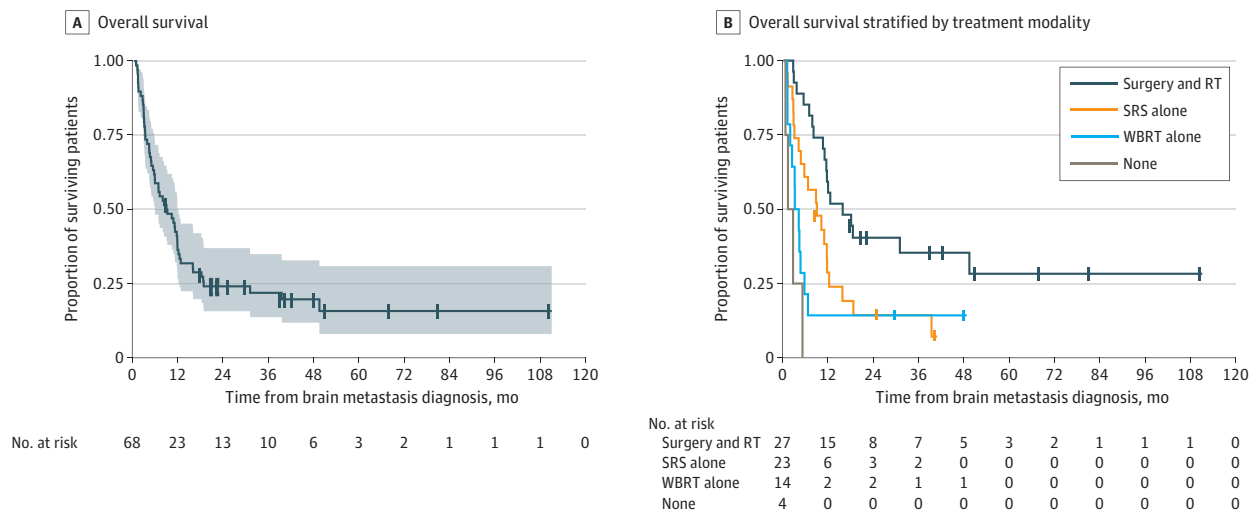 A Overall survival
1.00
0.75
0.50
0.25
0
Proportion of surviving patients
0 12 24 36 48 60 72 84 96 108 120
Time from brain metastasis diagnosis, mo
No. at risk 68 23 13 10 6 3 2 1 1 1 0
B Overall survival stratified by treatment modality
1.00
0.75
0.50
0.25
0
Proportion of surviving patients
Surgery and RT
SRS alone
WBRT alone
None
0 12 24 36 48 60 72 84 96 108 120
Time from brain metastasis diagnosis, mo
No. at risk
Surgery and RT 27 15 8 7 5 3 2 1 1 1 0
SRS alone 23 6 3 2 0 0 0 0 0 0 0
WBRT alone 14 2 2 1 1 0 0 0 0 0 0
None 4 0 0 0 0 0 0 0 0 0 0